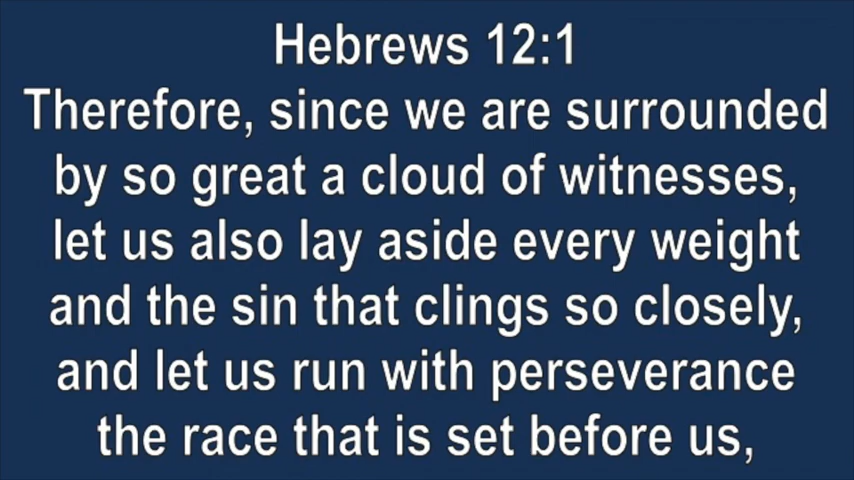 Hebrews 12:1
Therefore, since we are surrounded
by so great a cloud of witnesses,
let us also lay aside every weight
and the sin that clings so closely,
and let us run with perseverance
the race that is set before us,